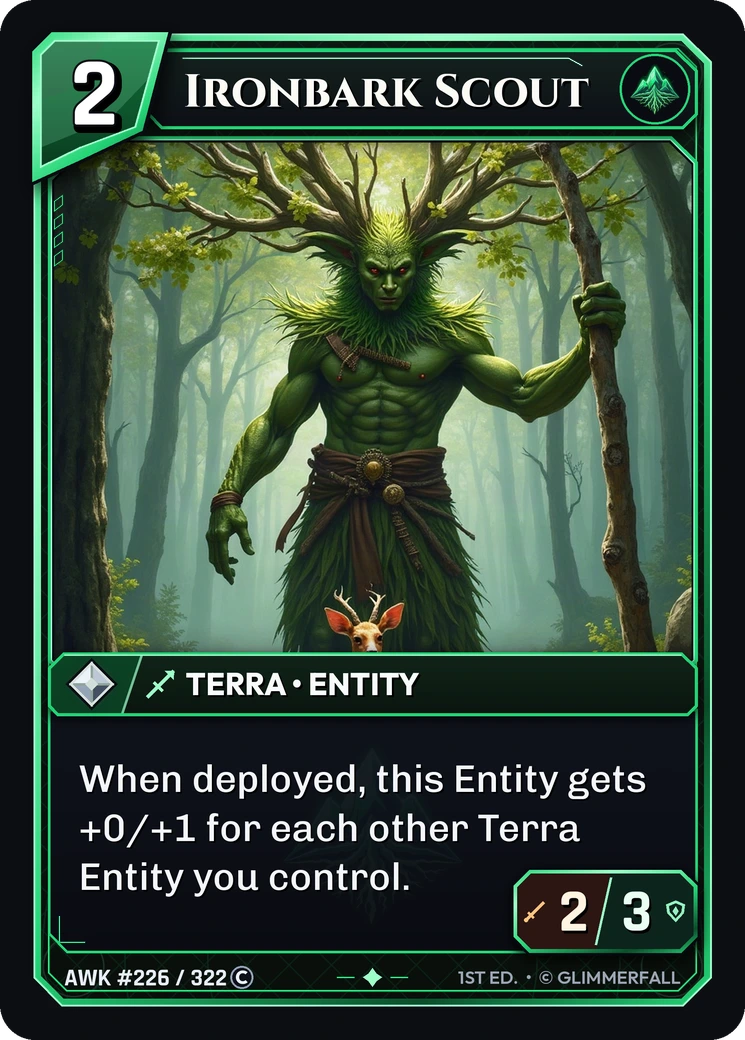 2
IRONBARK SCOUT
TERRA • ENTITY
When deployed, this Entity gets
+0/+1 for each other Terra
Entity you control.
2 / 3
AWK #226 / 322 Ⓒ
1ST ED. • © GLIMMERFALL